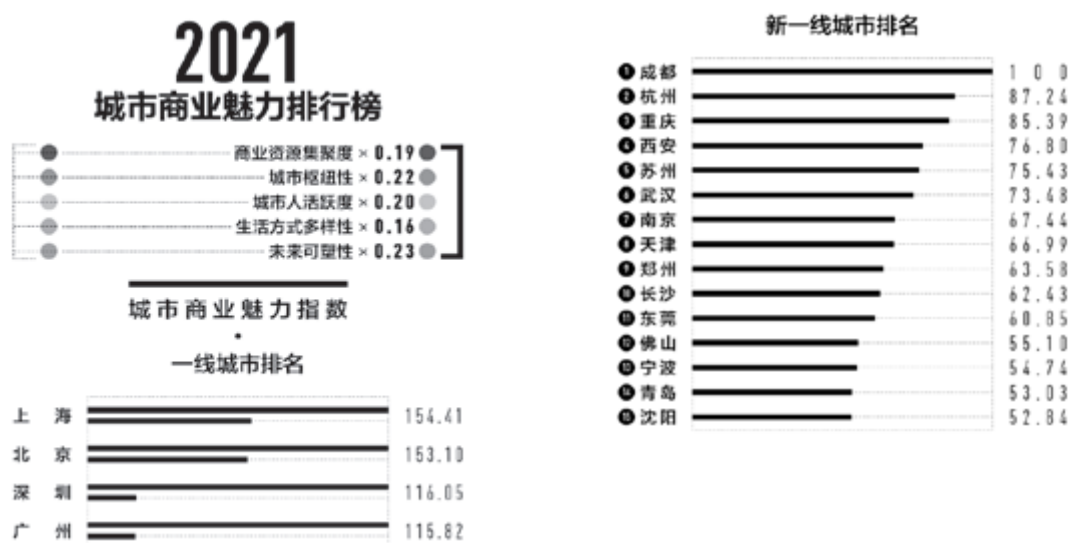 2021
城市商业魅力排行榜
商业资源集聚度 × 0.19
城市枢纽性 × 0.22
城市人活跃度 × 0.20
生活方式多样性 × 0.16
未来可塑性 × 0.23
城市商业魅力指数
一线城市排名
上海 154.41
北京 153.10
深圳 116.05
广州 115.82
新一线城市排名
1 成都 100
2 杭州 87.24
3 重庆 85.39
4 西安 76.80
5 苏州 75.43
6 武汉 73.48
7 南京 67.44
8 天津 66.99
9 郑州 63.58
10 长沙 62.43
11 东莞 60.85
12 佛山 55.10
13 宁波 54.74
14 青岛 53.03
15 沈阳 52.84